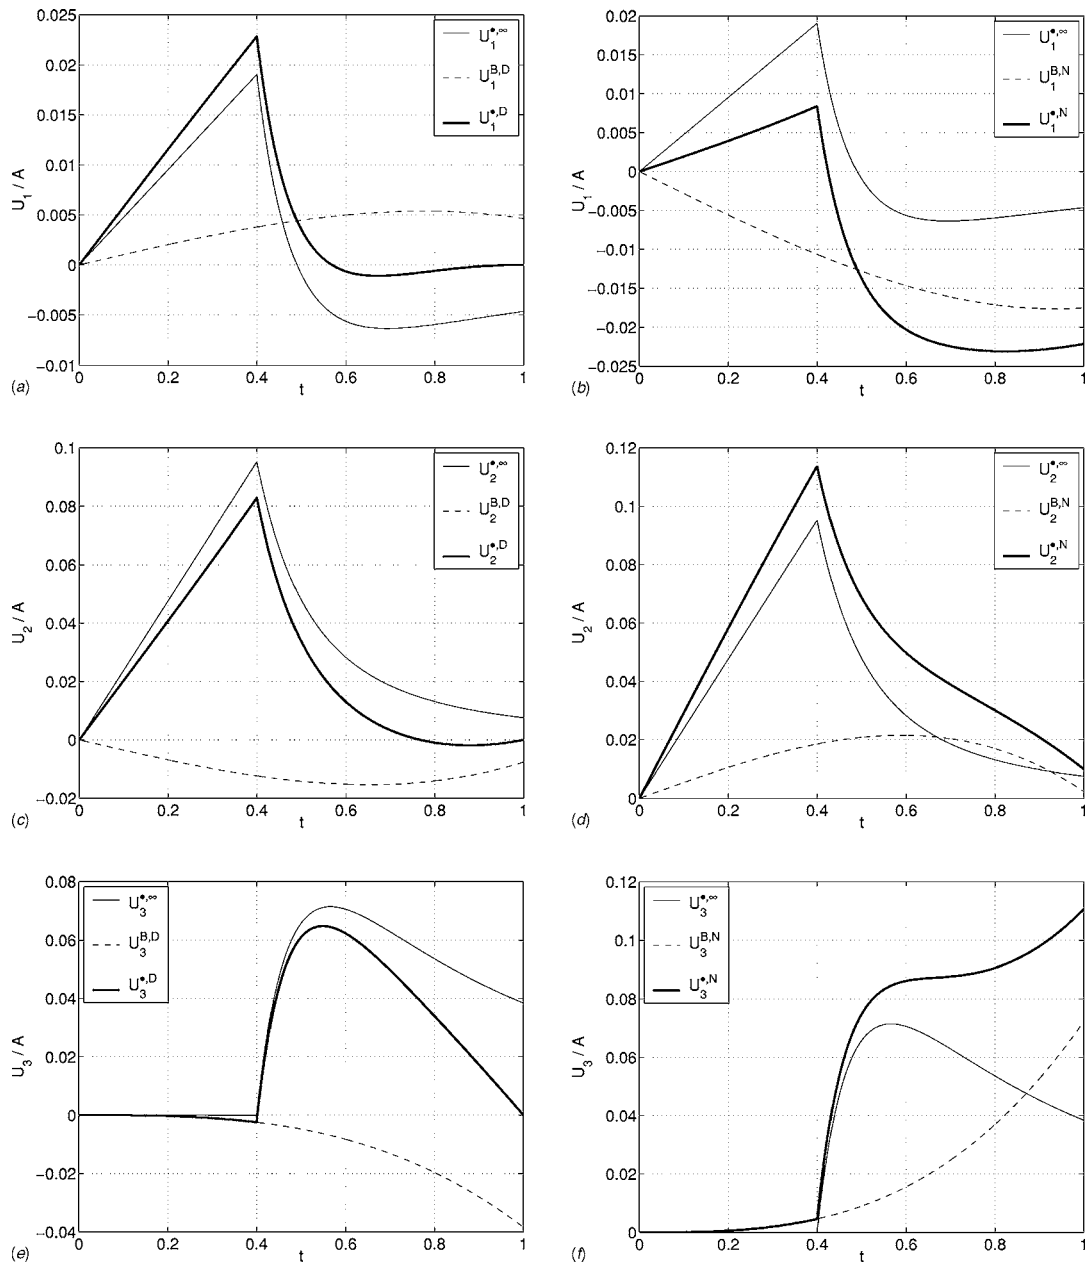 0.025
0.02
0.015
0.01
0.005
0
−0.005
−0.01
U1 / A
0 0.2 0.4 0.6 0.8 1
t
(a)
U1•,∞
U1B,D
U1•,D
0.02
0.015
0.01
0.005
0
−0.005
−0.01
−0.015
−0.02
−0.025
U1 / A
0 0.2 0.4 0.6 0.8 1
t
(b)
U1•,∞
U1B,N
U1•,N
0.1
0.08
0.06
0.04
0.02
0
−0.02
U2 / A
0 0.2 0.4 0.6 0.8 1
t
(c)
U2•,∞
U2B,D
U2•,D
0.12
0.1
0.08
0.06
0.04
0.02
0
U2 / A
0 0.2 0.4 0.6 0.8 1
t
(d)
U2•,∞
U2B,N
U2•,N
0.08
0.06
0.04
0.02
0
−0.02
−0.04
U3 / A
0 0.2 0.4 0.6 0.8 1
t
(e)
U3•,∞
U3B,D
U3•,D
0.12
0.1
0.08
0.06
0.04
0.02
0
U3 / A
0 0.2 0.4 0.6 0.8 1
t
(f)
U3•,∞
U3B,N
U3•,N